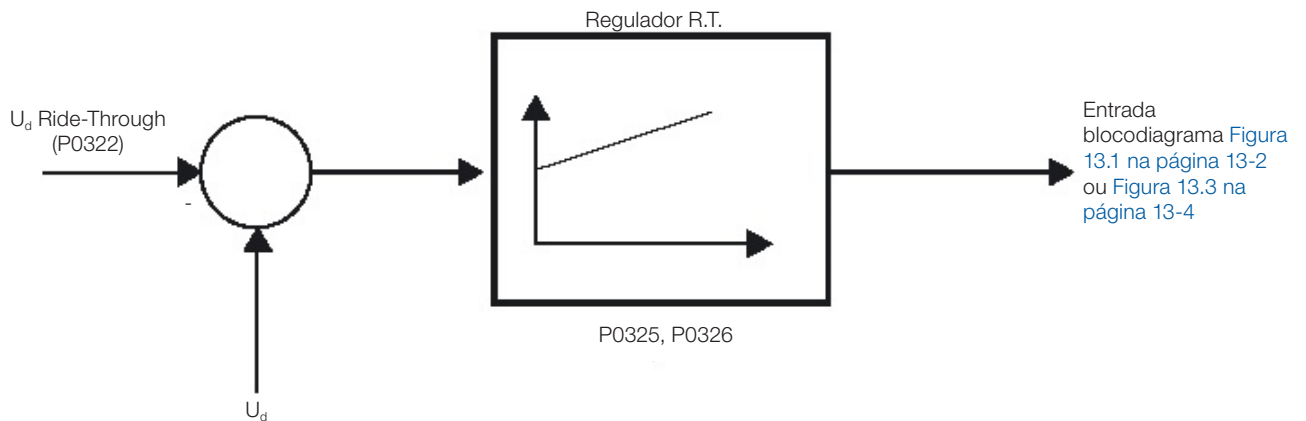 Regulador R.T.
U_d Ride-Through
(P0322)
-
U_d
P0325, P0326
Entrada
blocodiagrama Figura
13.1 na página 13-2
ou Figura 13.3 na
página 13-4